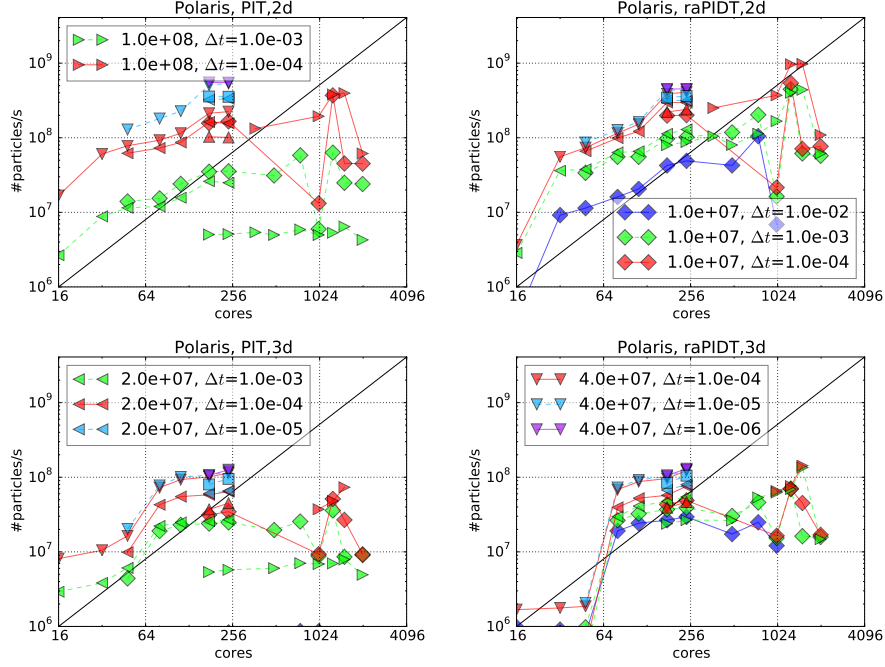 Polaris, PIT,2d
10⁹
10⁸
10⁷
10⁶
#particles/s
1.0e+08, Δt=1.0e-03
1.0e+08, Δt=1.0e-04
16 64 256 1024 4096
cores
Polaris, raPIDT,2d
10⁹
10⁸
10⁷
10⁶
#particles/s
1.0e+07, Δt=1.0e-02
1.0e+07, Δt=1.0e-03
1.0e+07, Δt=1.0e-04
16 64 256 1024 4096
cores
Polaris, PIT,3d
10⁹
10⁸
10⁷
10⁶
#particles/s
2.0e+07, Δt=1.0e-03
2.0e+07, Δt=1.0e-04
2.0e+07, Δt=1.0e-05
16 64 256 1024 4096
cores
Polaris, raPIDT,3d
10⁹
10⁸
10⁷
10⁶
#particles/s
4.0e+07, Δt=1.0e-04
4.0e+07, Δt=1.0e-05
4.0e+07, Δt=1.0e-06
16 64 256 1024 4096
cores